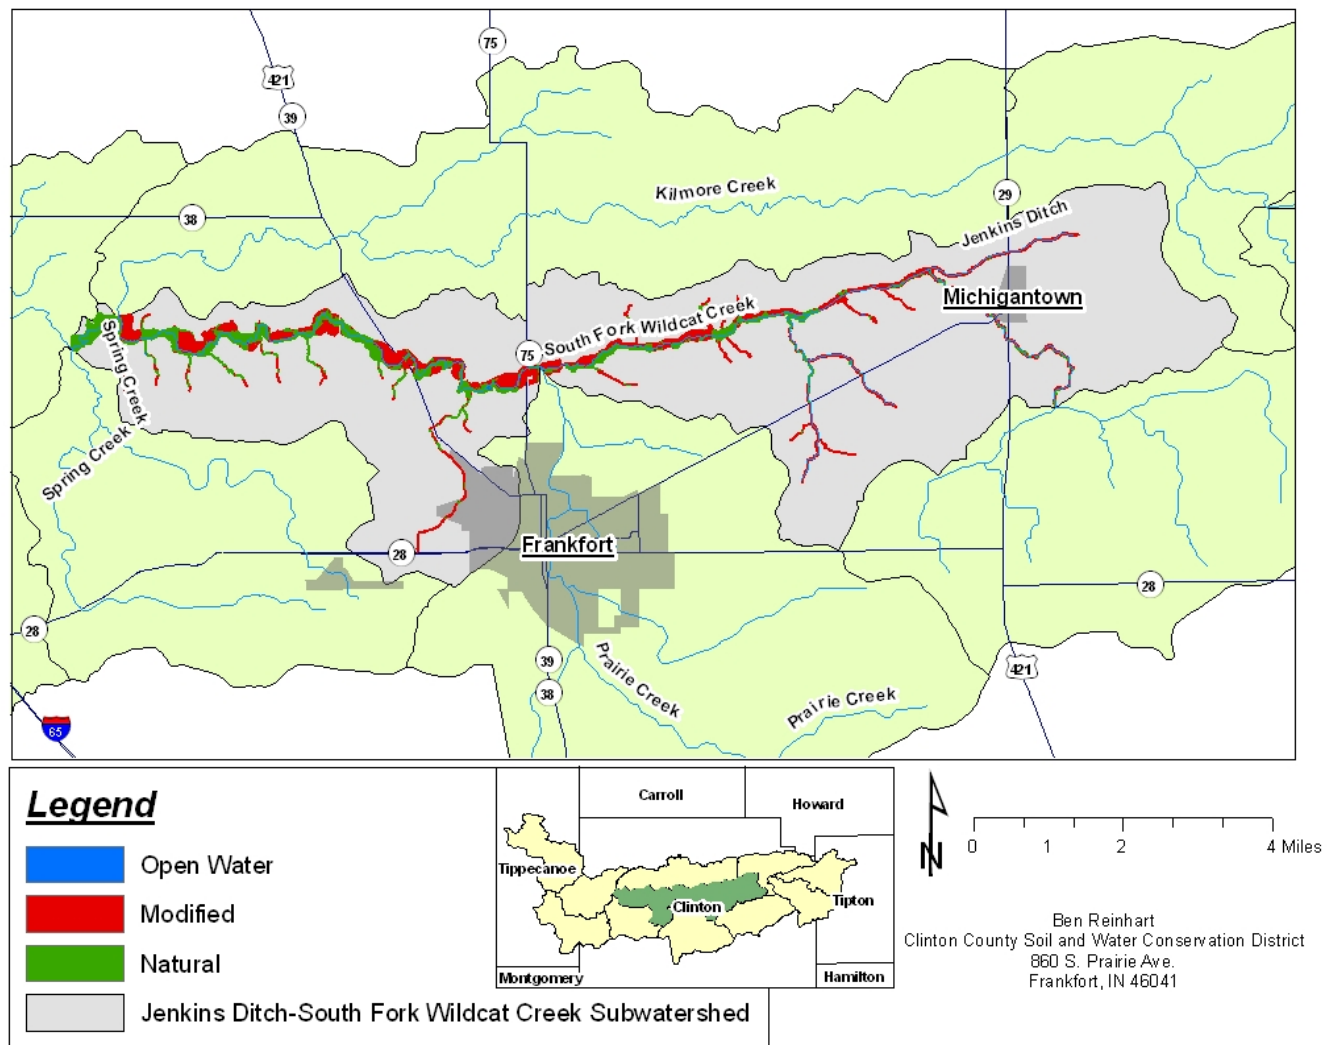 75
421
39
Kilmore Creek
38
29
Jenkins Ditch
Michigantown
South Fork Wildcat Creek
75
Spring Creek
Spring Creek
Frankfort
28
28
28
39
38
Prairie Creek
Prairie Creek
421
65
Legend
Open Water
Modified
Natural
Jenkins Ditch-South Fork Wildcat Creek Subwatershed
Carroll
Howard
Tippecanoe
Clinton
Tipton
Montgomery
Hamilton
N
0 1 2 4 Miles
Ben Reinhart
Clinton County Soil and Water Conservation District
860 S. Prairie Ave.
Frankfort, IN 46041